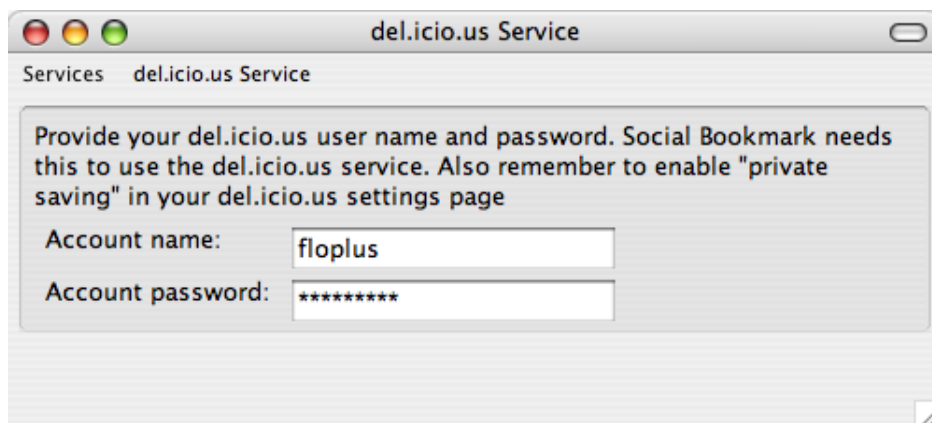 del.icio.us Service
Services del.icio.us Service
Provide your del.icio.us user name and password. Social Bookmark needs
this to use the del.icio.us service. Also remember to enable "private
saving" in your del.icio.us settings page
Account name: floplus
Account password: *********